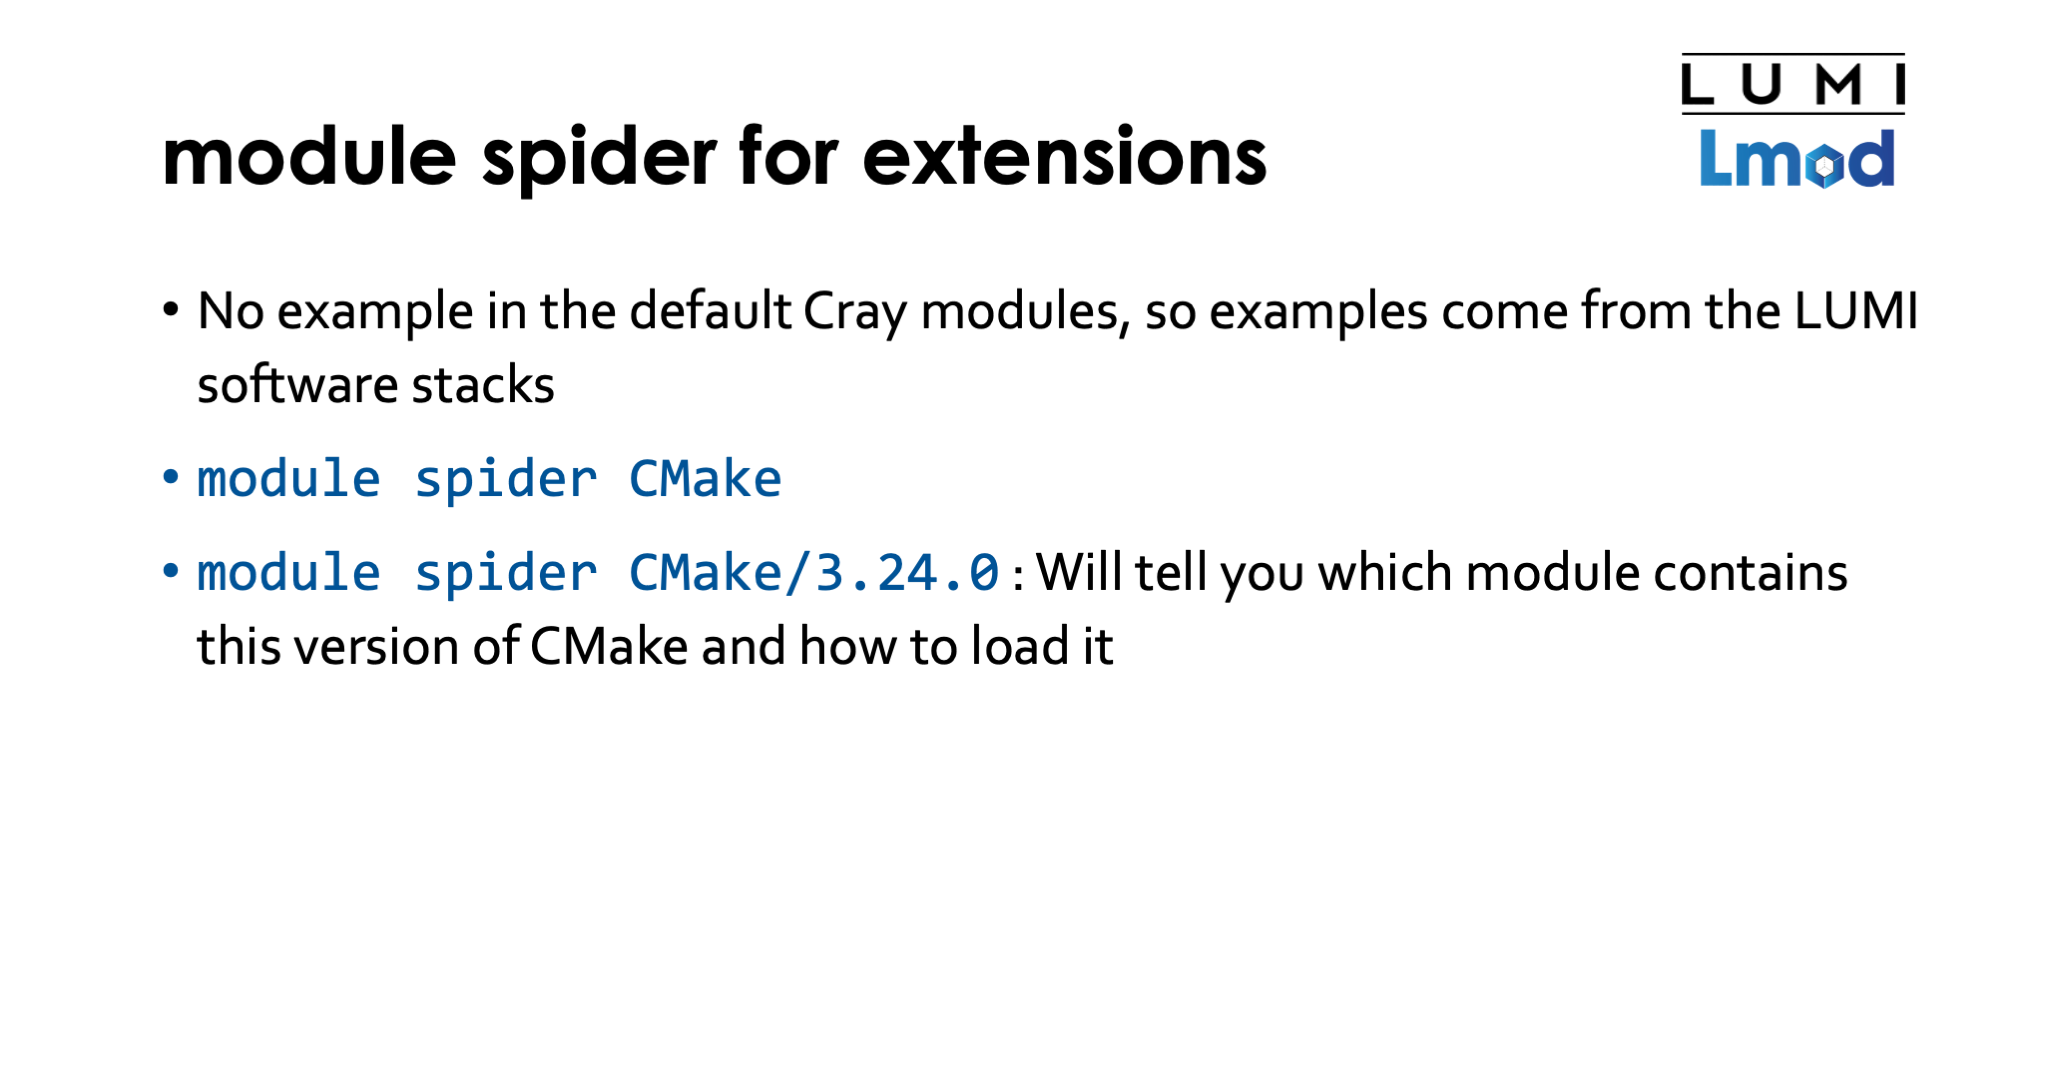 LUMI
Lmod
module spider for extensions
• No example in the default Cray modules, so examples come from the LUMI
software stacks
• module spider CMake
• module spider CMake/3.24.0 : Will tell you which module contains
this version of CMake and how to load it